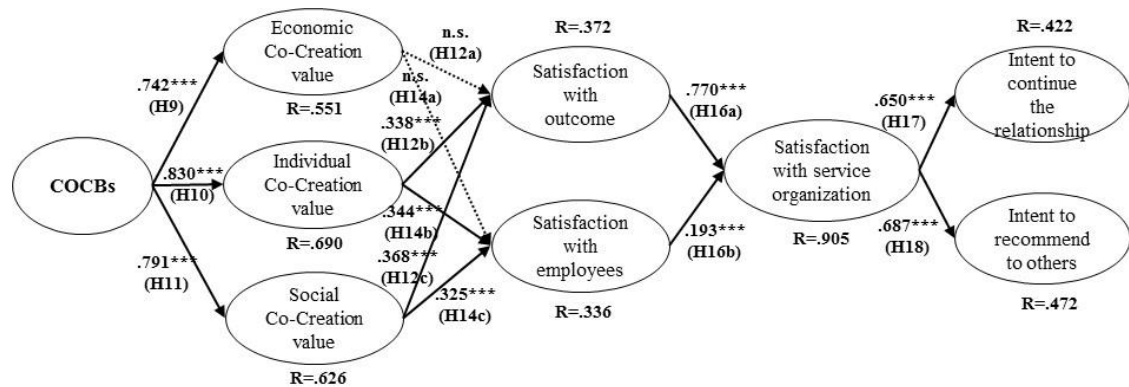 COCBs
.742***
(H9)
.830***
(H10)
.791***
(H11)
Economic
Co-Creation
value
R=.551
Individual
Co-Creation
value
R=.690
Social
Co-Creation
value
R=.626
n.s.
(H12a)
n.s.
(H14a)
.338***
(H12b)
.344***
(H14b)
.368***
(H12c)
.325***
(H14c)
R=.372
Satisfaction
with
outcome
Satisfaction
with
employees
R=.336
.770***
(H16a)
.193***
(H16b)
Satisfaction
with service
organization
R=.905
.650***
(H17)
.687***
(H18)
R=.422
Intent to
continue
the
relationship
Intent to
recommend
to others
R=.472